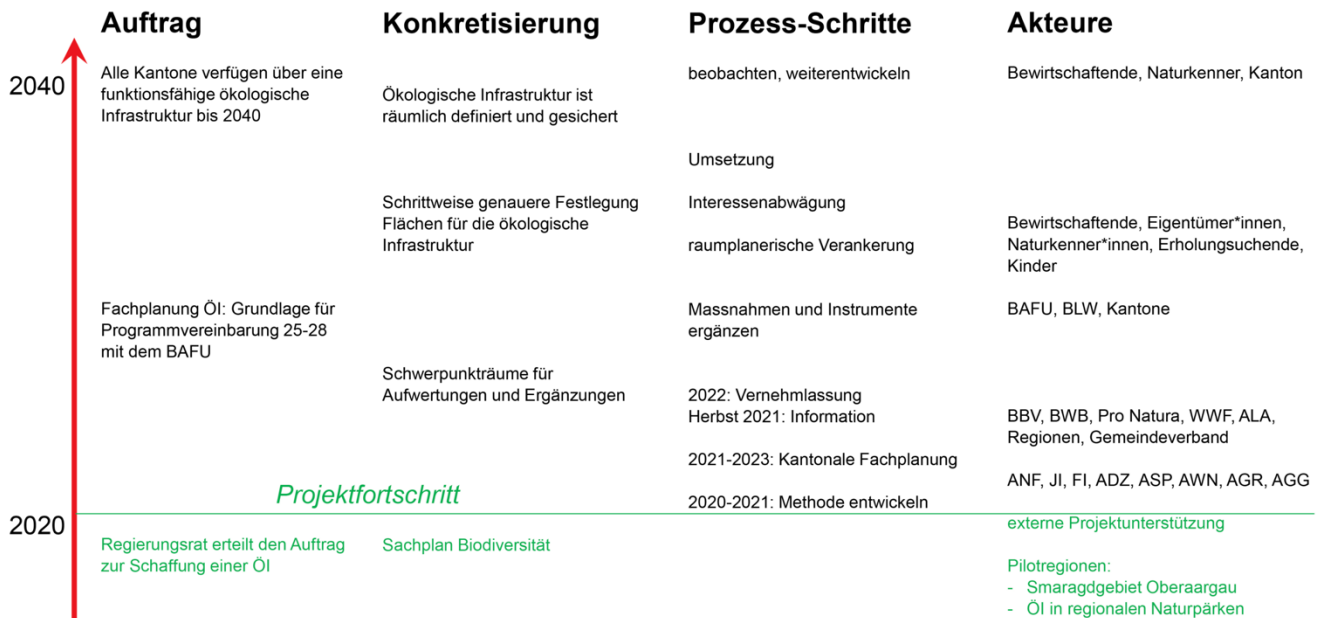 Auftrag
Konkretisierung
Prozess-Schritte
Akteure
2040
Alle Kantone verfügen über eine
funktionsfähige ökologische
Infrastruktur bis 2040
Ökologische Infrastruktur ist
räumlich definiert und gesichert
beobachten, weiterentwickeln
Bewirtschaftende, Naturkenner, Kanton
Umsetzung
Schrittweise genauere Festlegung
Flächen für die ökologische
Infrastruktur
Interessenabwägung
raumplanerische Verankerung
Bewirtschaftende, Eigentümer*innen,
Naturkenner*innen, Erholungsuchende,
Kinder
Fachplanung ÖI: Grundlage für
Programmvereinbarung 25-28
mit dem BAFU
Massnahmen und Instrumente
ergänzen
BAFU, BLW, Kantone
Schwerpunkträume für
Aufwertungen und Ergänzungen
2022: Vernehmlassung
Herbst 2021: Information
BBV, BWB, Pro Natura, WWF, ALA,
Regionen, Gemeindeverband
2021-2023: Kantonale Fachplanung
ANF, JI, FI, ADZ, ASP, AWN, AGR, AGG
Projektfortschritt
2020-2021: Methode entwickeln
2020
externe Projektunterstützung
Regierungsrat erteilt den Auftrag
zur Schaffung einer ÖI
Sachplan Biodiversität
Pilotregionen:
- Smaragdgebiet Oberaargau
- ÖI in regionalen Naturpärken